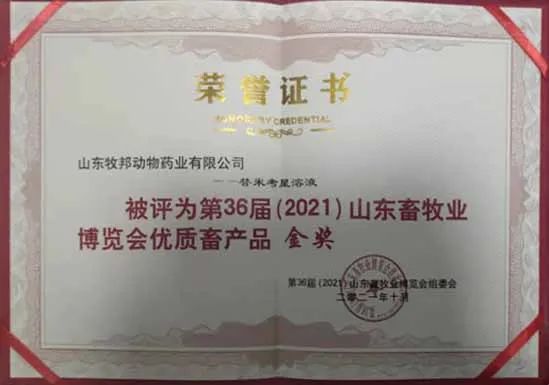 荣誉证书
HONORARY CREDENTIAL
山东牧邦动物药业有限公司
——替米考星溶液
被评为第36届(2021)山东畜牧业
博览会优质畜产品 金奖
第36届(2021)山东畜牧业博览会组委会
二〇二一年十月